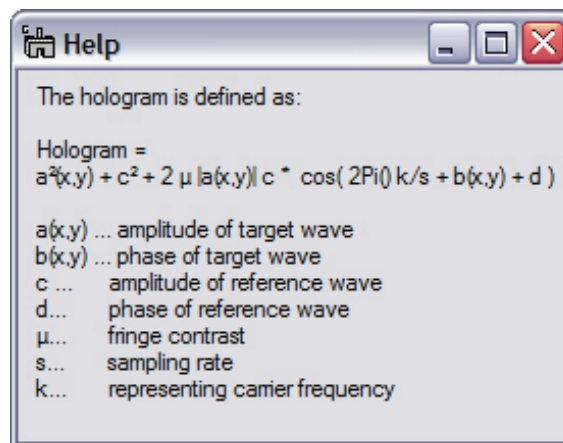 Help
The hologram is defined as:
Hologram =
a²(x,y) + c² + 2 µ |a(x,y)| c * cos( 2Pi() k/s + b(x,y) + d )
a(x,y) ... amplitude of target wave
b(x,y) ... phase of target wave
c ... amplitude of reference wave
d... phase of reference wave
µ... fringe contrast
s... sampling rate
k... representing carrier frequency